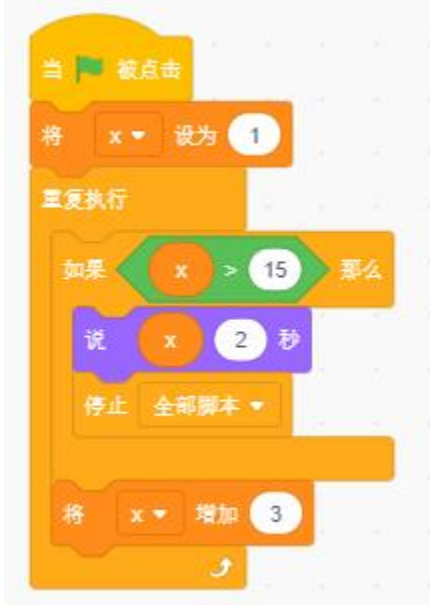 当 被点击
将 x 设为 1
重复执行
如果 x > 15 那么
说 x 2 秒
停止 全部脚本
将 x 增加 3